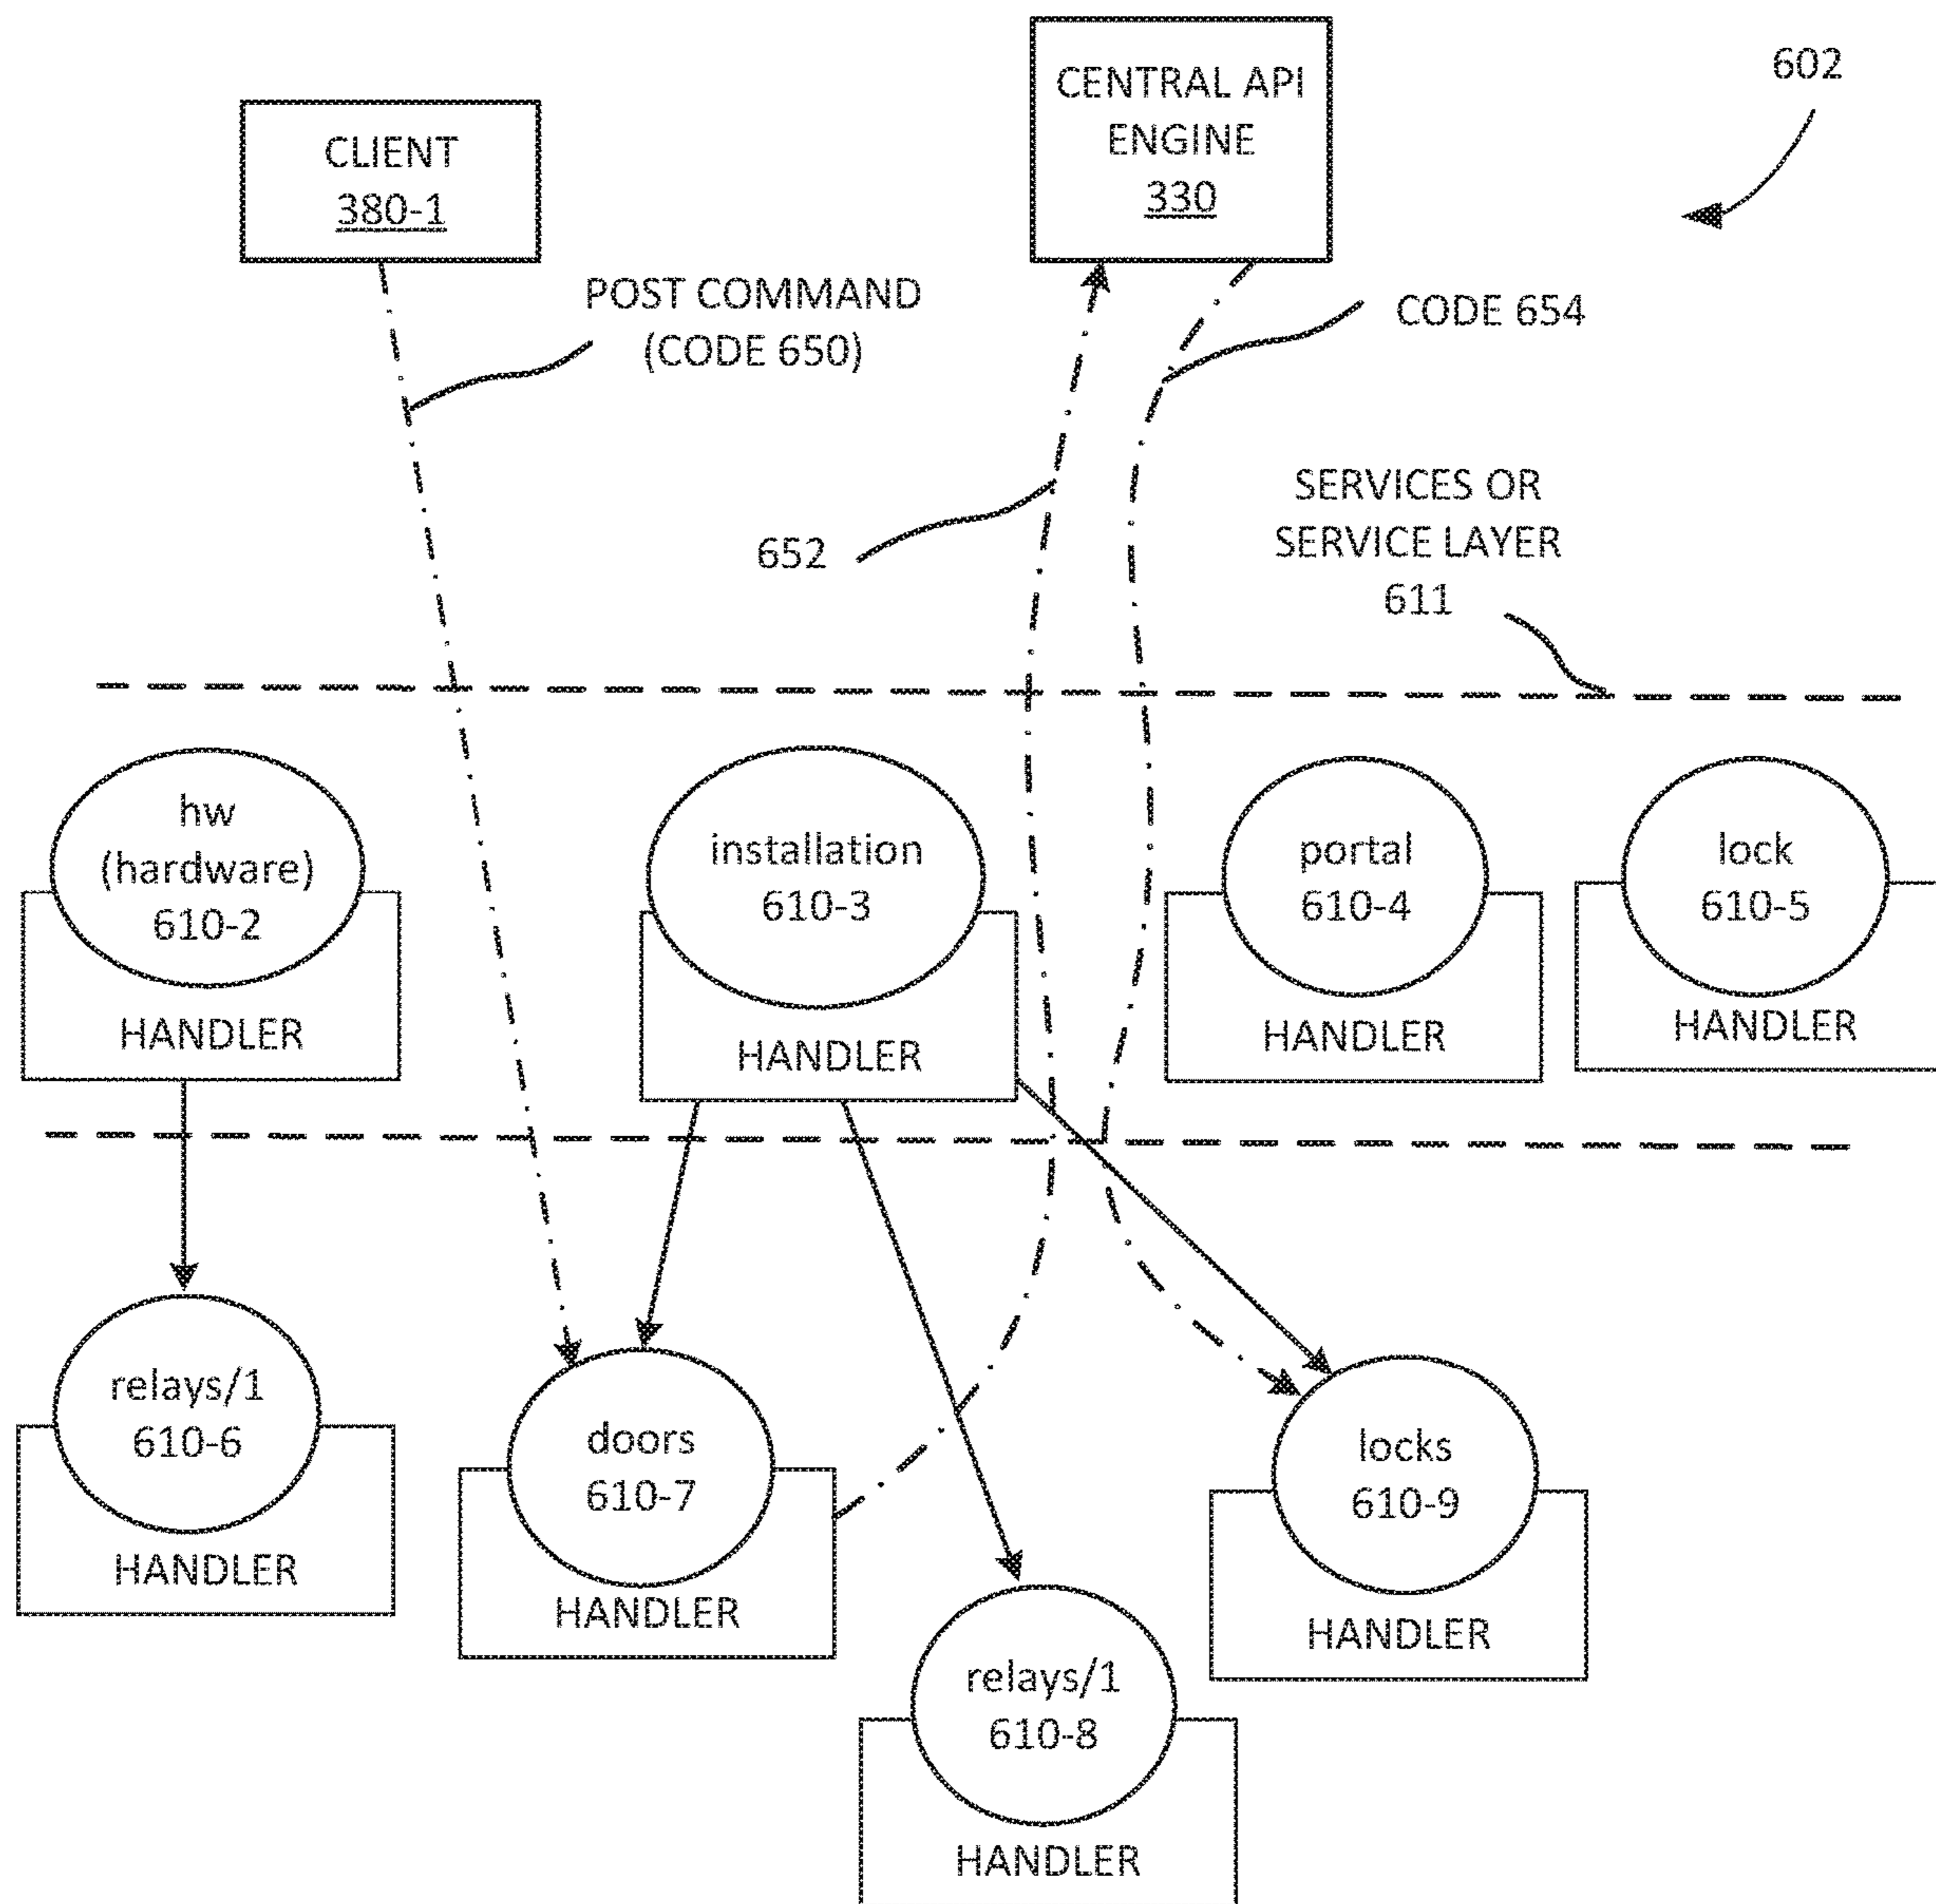 602
CLIENT
380-1
CENTRAL API
ENGINE
330
POST COMMAND
(CODE 650)
CODE 654
652
SERVICES OR
SERVICE LAYER
611
hw
(hardware)
610-2
HANDLER
installation
610-3
HANDLER
portal
610-4
HANDLER
lock
610-5
HANDLER
relays/1
610-6
HANDLER
doors
610-7
HANDLER
relays/1
610-8
HANDLER
locks
610-9
HANDLER